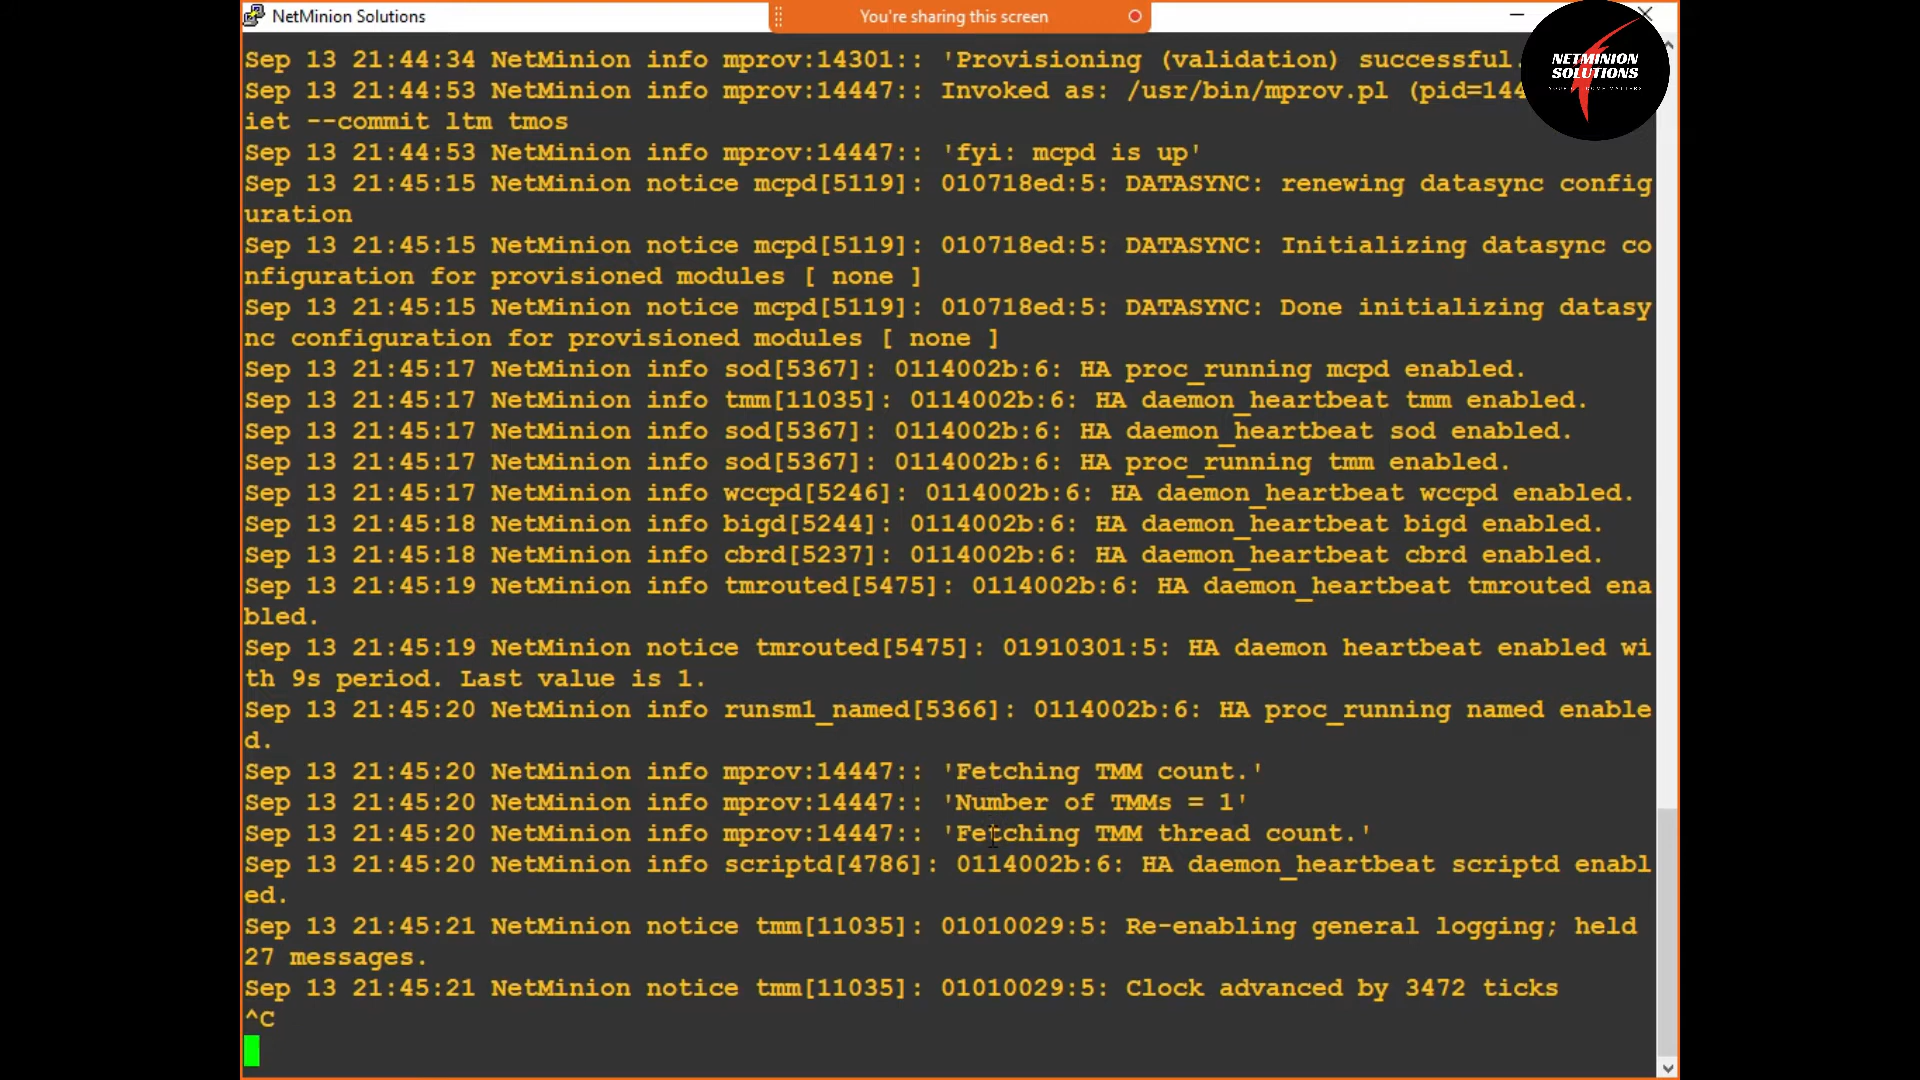 NetMinion Solutions
You're sharing this screen
NETMINION
SOLUTIONS
Sep 13 21:44:34 NetMinion info mprov:14301:: 'Provisioning (validation) successful.
Sep 13 21:44:53 NetMinion info mprov:14447:: Invoked as: /usr/bin/mprov.pl (pid=144
iet --commit ltm tmos
Sep 13 21:44:53 NetMinion info mprov:14447:: 'fyi: mcpd is up'
Sep 13 21:45:15 NetMinion notice mcpd[5119]: 010718ed:5: DATASYNC: renewing datasync config
uration
Sep 13 21:45:15 NetMinion notice mcpd[5119]: 010718ed:5: DATASYNC: Initializing datasync co
nfiguration for provisioned modules [ none ]
Sep 13 21:45:15 NetMinion notice mcpd[5119]: 010718ed:5: DATASYNC: Done initializing datasy
nc configuration for provisioned modules [ none ]
Sep 13 21:45:17 NetMinion info sod[5367]: 0114002b:6: HA proc_running mcpd enabled.
Sep 13 21:45:17 NetMinion info tmm[11035]: 0114002b:6: HA daemon_heartbeat tmm enabled.
Sep 13 21:45:17 NetMinion info sod[5367]: 0114002b:6: HA daemon_heartbeat sod enabled.
Sep 13 21:45:17 NetMinion info sod[5367]: 0114002b:6: HA proc_running tmm enabled.
Sep 13 21:45:17 NetMinion info wccpd[5246]: 0114002b:6: HA daemon_heartbeat wccpd enabled.
Sep 13 21:45:18 NetMinion info bigd[5244]: 0114002b:6: HA daemon_heartbeat bigd enabled.
Sep 13 21:45:18 NetMinion info cbrd[5237]: 0114002b:6: HA daemon_heartbeat cbrd enabled.
Sep 13 21:45:19 NetMinion info tmrouted[5475]: 0114002b:6: HA daemon_heartbeat tmrouted ena
bled.
Sep 13 21:45:19 NetMinion notice tmrouted[5475]: 01910301:5: HA daemon heartbeat enabled wi
th 9s period. Last value is 1.
Sep 13 21:45:20 NetMinion info runsm1_named[5366]: 0114002b:6: HA proc_running named enable
d.
Sep 13 21:45:20 NetMinion info mprov:14447:: 'Fetching TMM count.'
Sep 13 21:45:20 NetMinion info mprov:14447:: 'Number of TMMs = 1'
Sep 13 21:45:20 NetMinion info mprov:14447:: 'Fetching TMM thread count.'
Sep 13 21:45:20 NetMinion info scriptd[4786]: 0114002b:6: HA daemon_heartbeat scriptd enabl
ed.
Sep 13 21:45:21 NetMinion notice tmm[11035]: 01010029:5: Re-enabling general logging; held
27 messages.
Sep 13 21:45:21 NetMinion notice tmm[11035]: 01010029:5: Clock advanced by 3472 ticks
^C